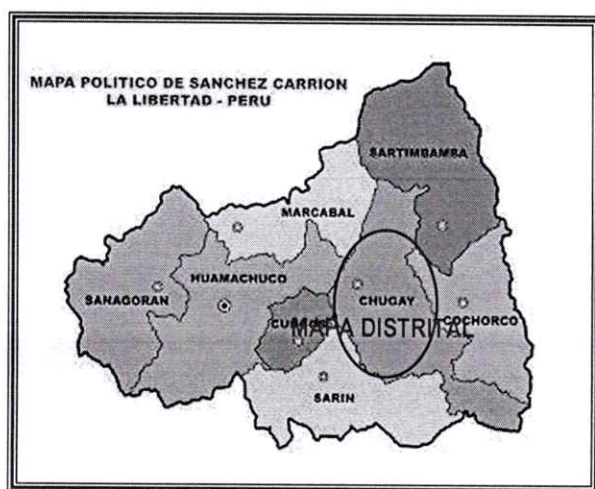 MAPA POLITICO DE SANCHEZ CARRION
LA LIBERTAD - PERU
SARTIMBAMBA
MARCABAL
HUAMACHUCO
SANAGORAN
CHUGAY
COCHORCO
MAPA DISTRITAL
SARIN